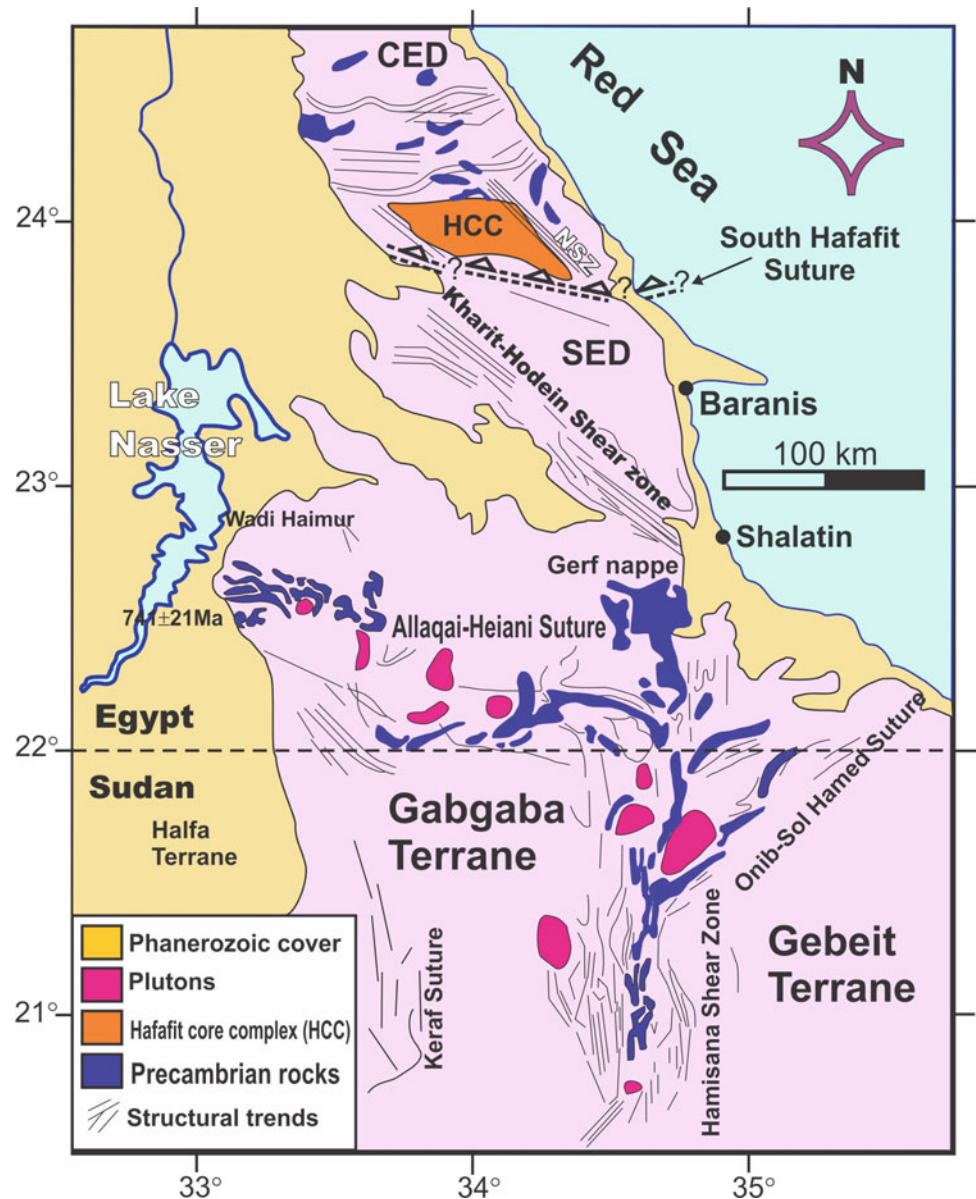 CED
Red Sea
N
24°
HCC
NSZ
South Hafafit
Suture
?
?
?
Kharit-Hodein Shear zone
SED
Lake
Nasser
Baranis
100 km
23°
Wadi Haimur
Shalatin
Gerf nappe
741±21Ma
Allaqai-Heiani Suture
Egypt
22°
Sudan
Onib-Sol Hamed Suture
Halfa
Terrane
Gabgaba
Terrane
Phanerozoic cover
Plutons
Hafafit core complex (HCC)
Precambrian rocks
Structural trends
Keraf Suture
Hamisana Shear Zone
Gebeit
Terrane
21°
33°
34°
35°